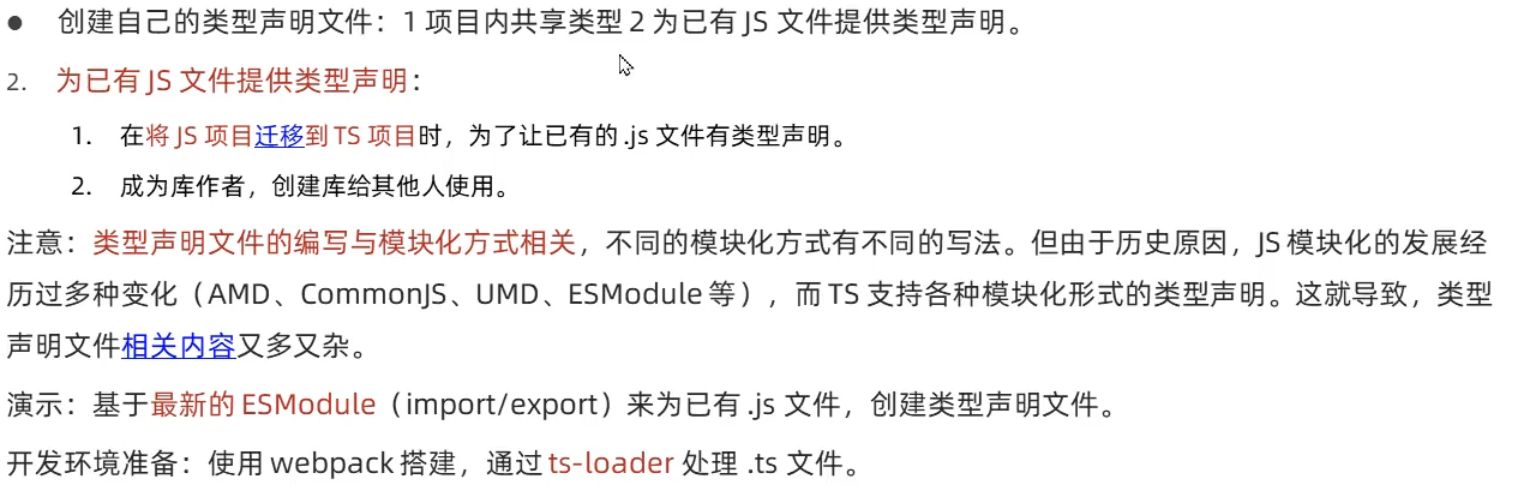 ● 创建自己的类型声明文件：1 项目内共享类型 2 为已有 JS 文件提供类型声明。
2. 为已有 JS 文件提供类型声明：
1. 在将 JS 项目迁移到 TS 项目时，为了让已有的 .js 文件有类型声明。
2. 成为库作者，创建库给其他人使用。
注意：类型声明文件的编写与模块化方式相关，不同的模块化方式有不同的写法。但由于历史原因，JS 模块化的发展经
历过多种变化（AMD、CommonJS、UMD、ESModule 等），而 TS 支持各种模块化形式的类型声明。这就导致，类型
声明文件相关内容又多又杂。
演示：基于最新的 ESModule（import/export）来为已有 .js 文件，创建类型声明文件。
开发环境准备：使用 webpack 搭建，通过 ts-loader 处理 .ts 文件。